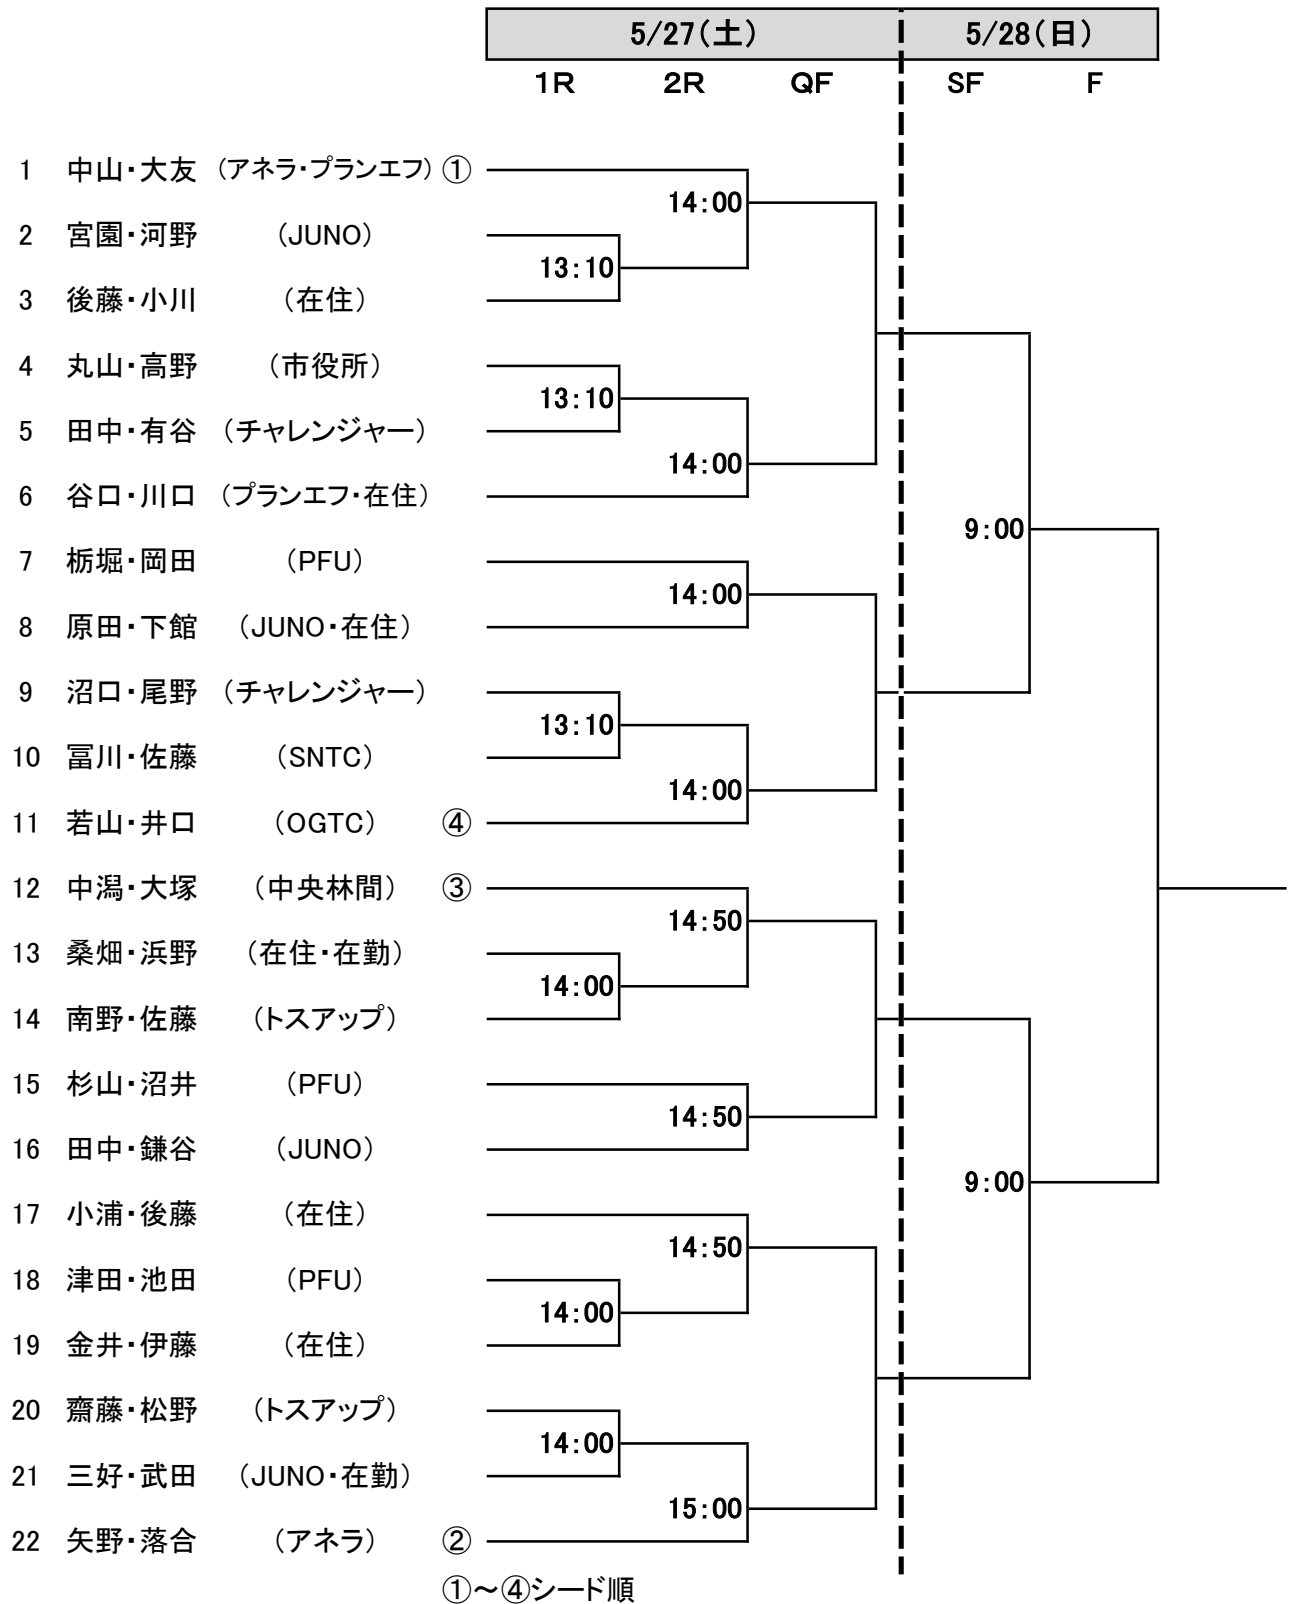 5/27(土) 5/28(日)
1R 2R QF SF F
1 中山・大友 (アネラ・プランエフ) ①
14:00
2 宮園・河野 (JUNO)
13:10
3 後藤・小川 (在住)
4 丸山・高野 (市役所)
13:10
5 田中・有谷 (チャレンジャー)
14:00
6 谷口・川口 (プランエフ・在住)
9:00
7 栃堀・岡田 (PFU)
14:00
8 原田・下館 (JUNO・在住)
9 沼口・尾野 (チャレンジャー)
13:10
10 冨川・佐藤 (SNTC)
14:00
11 若山・井口 (OGTC) ④
12 中潟・大塚 (中央林間) ③
14:50
13 桑畑・浜野 (在住・在勤)
14:00
14 南野・佐藤 (トスアップ)
15 杉山・沼井 (PFU)
14:50
16 田中・鎌谷 (JUNO)
9:00
17 小浦・後藤 (在住)
14:50
18 津田・池田 (PFU)
14:00
19 金井・伊藤 (在住)
20 齋藤・松野 (トスアップ)
14:00
21 三好・武田 (JUNO・在勤)
15:00
22 矢野・落合 (アネラ) ②
①～④シード順